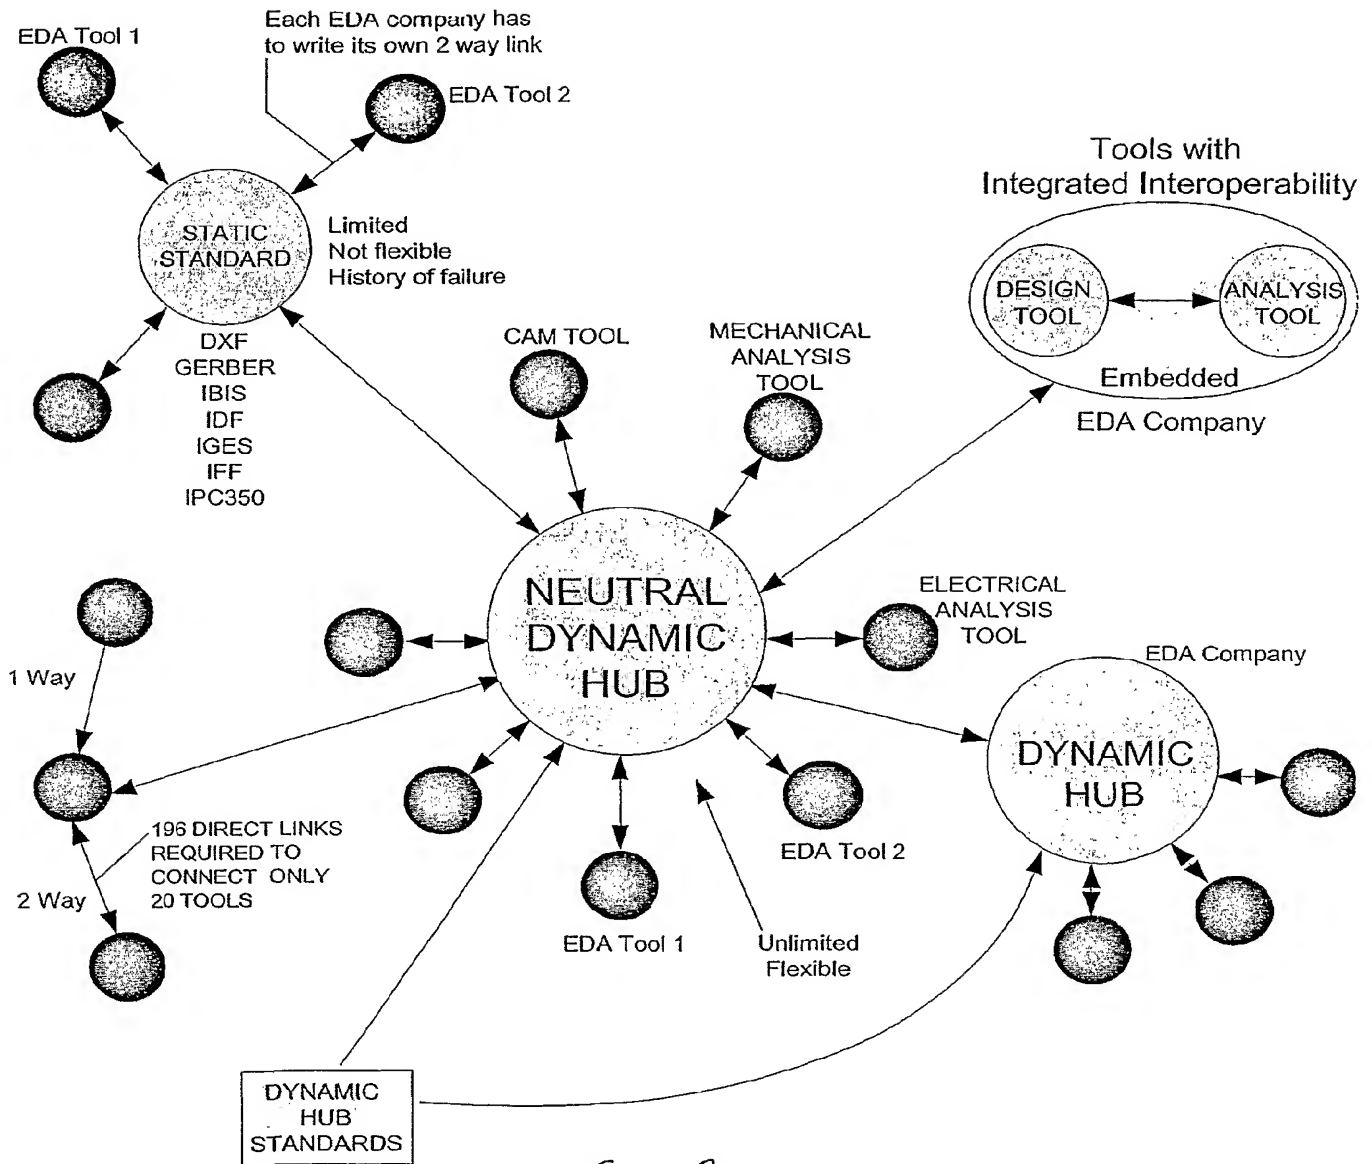 Each EDA company has
to write its own 2 way link
EDA Tool 1
EDA Tool 2
STATIC
STANDARD
Limited
Not flexible
History of failure
DXF
GERBER
IBIS
IDF
IGES
IFF
IPC350
Tools with
Integrated Interoperability
DESIGN
TOOL
ANALYSIS
TOOL
Embedded
EDA Company
CAM TOOL
MECHANICAL
ANALYSIS
TOOL
NEUTRAL
DYNAMIC
HUB
ELECTRICAL
ANALYSIS
TOOL
EDA Company
DYNAMIC
HUB
1 Way
2 Way
196 DIRECT LINKS
REQUIRED TO
CONNECT ONLY
20 TOOLS
EDA Tool 1
EDA Tool 2
Unlimited
Flexible
DYNAMIC
HUB
STANDARDS